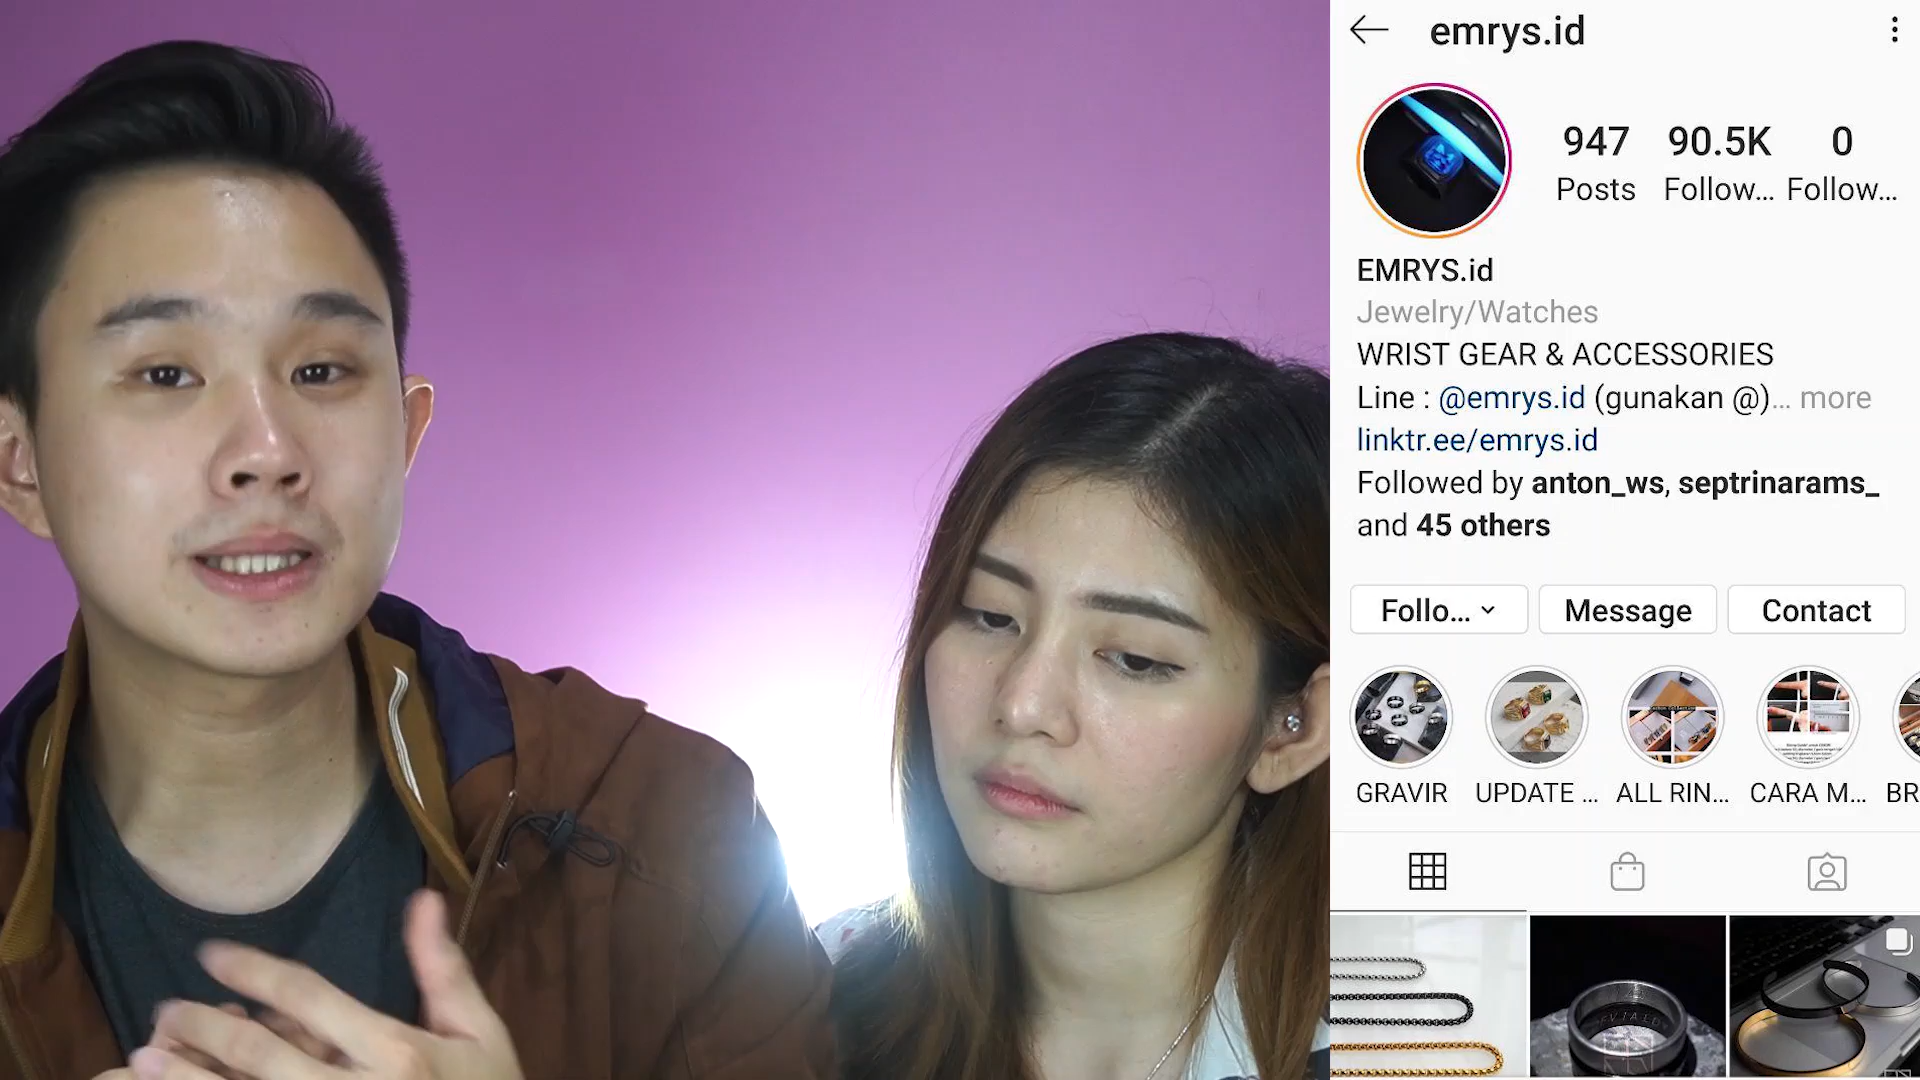 emrys.id
947 90.5K 0
Posts Follow... Follow...
EMRYS.id
Jewelry/Watches
WRIST GEAR & ACCESSORIES
Line : @emrys.id (gunakan @)... more
linktr.ee/emrys.id
Followed by anton_ws, septrinarams_
and 45 others
Follo... Message Contact
GRAVIR UPDATE ... ALL RIN... CARA M... BR